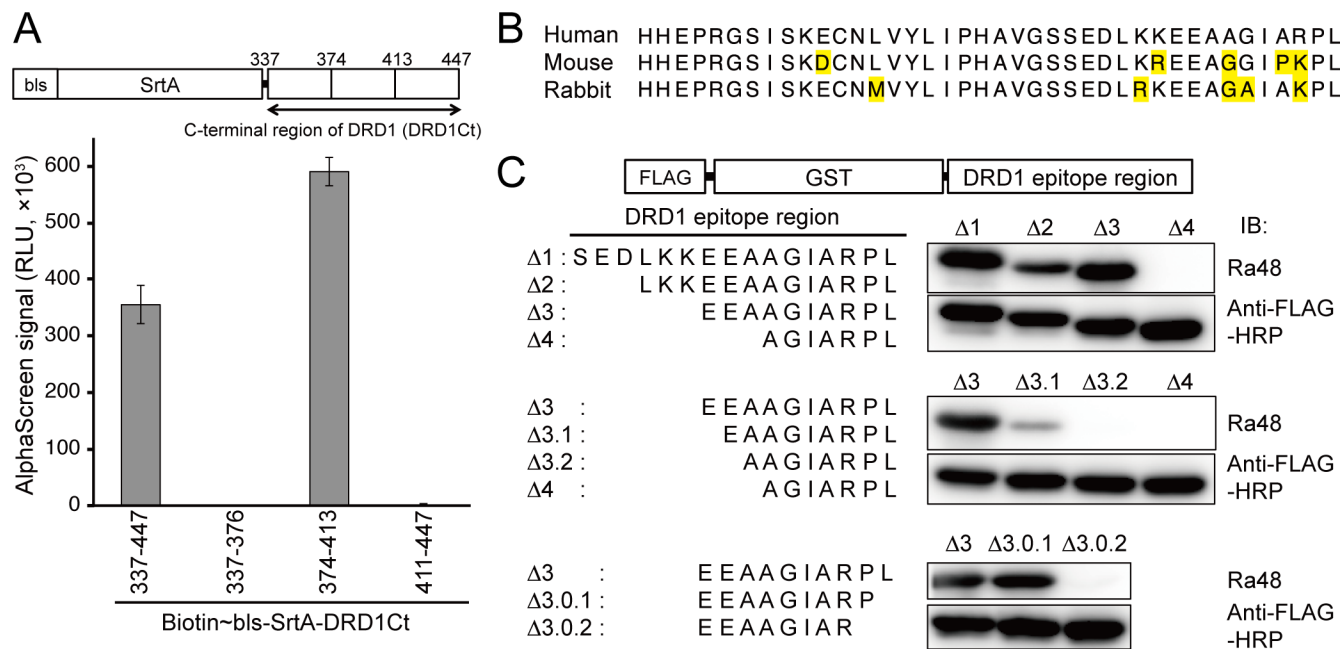 A
337 374 413 447
bls SrtA
C-terminal region of DRD1 (DRD1Ct)
AlphaScreen signal (RLU, ×10³)
600
500
400
300
200
100
0
337-447
337-376
374-413
411-447
Biotin~bls-SrtA-DRD1Ct
B
Human HHEPRGSISKECNLVYLIPHAVGSSEDLKKEEAAGIARPL
Mouse HHEPRGSISKDCNLVYLIPHAVGSSEDLKREEAGGIPKPL
Rabbit HHEPRGSISKECNMVYLIPHAVGSSEDLRKEEAGAIAKPL
C
FLAG GST DRD1 epitope region
DRD1 epitope region
Δ1 Δ2 Δ3 Δ4 IB:
Δ1 : SEDLKKEEAAGIARPL
Δ2 : LKKEEAAGIARPL
Δ3 : EEAAGIARPL
Δ4 : AGIARPL
Ra48
Anti-FLAG
-HRP
Δ3 Δ3.1 Δ3.2 Δ4
Δ3 : EEAAGIARPL
Δ3.1 : EAAGIARPL
Δ3.2 : AAGIARPL
Δ4 : AGIARPL
Ra48
Anti-FLAG
-HRP
Δ3 Δ3.0.1 Δ3.0.2
Δ3 : EEAAGIARPL
Δ3.0.1 : EEAAGIARP
Δ3.0.2 : EEAAGIAR
Ra48
Anti-FLAG
-HRP